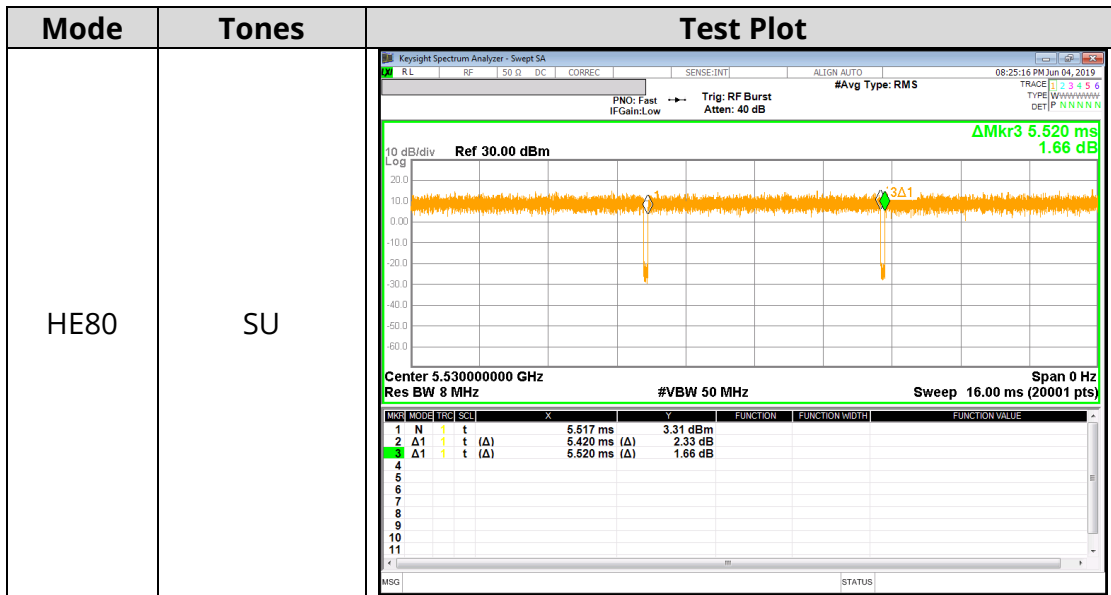 Mode Tones Test Plot
HE80 SU
Keysight Spectrum Analyzer - Swept SA
LXI RL RF 50 Ω DC CORREC SENSE:INT ALIGN AUTO 08:25:16 PM Jun 04, 2019
#Avg Type: RMS TRACE 1 2 3 4 5 6
PNO: Fast Trig: RF Burst TYPE W
IFGain:Low Atten: 40 dB DET P N N N N N
ΔMkr3 5.520 ms
1.66 dB
10 dB/div Ref 30.00 dBm
Log
20.0
10.0
0.00
-10.0
-20.0
-30.0
-40.0
-50.0
-60.0
1
3Δ1
Center 5.530000000 GHz Span 0 Hz
Res BW 8 MHz #VBW 50 MHz Sweep 16.00 ms (20001 pts)
MKR MODE TRC SCL X Y FUNCTION FUNCTION WIDTH FUNCTION VALUE
1 N 1 t 5.517 ms 3.31 dBm
2 Δ1 1 t (Δ) 5.420 ms (Δ) 2.33 dB
3 Δ1 1 t (Δ) 5.520 ms (Δ) 1.66 dB
4
5
6
7
8
9
10
11
MSG STATUS